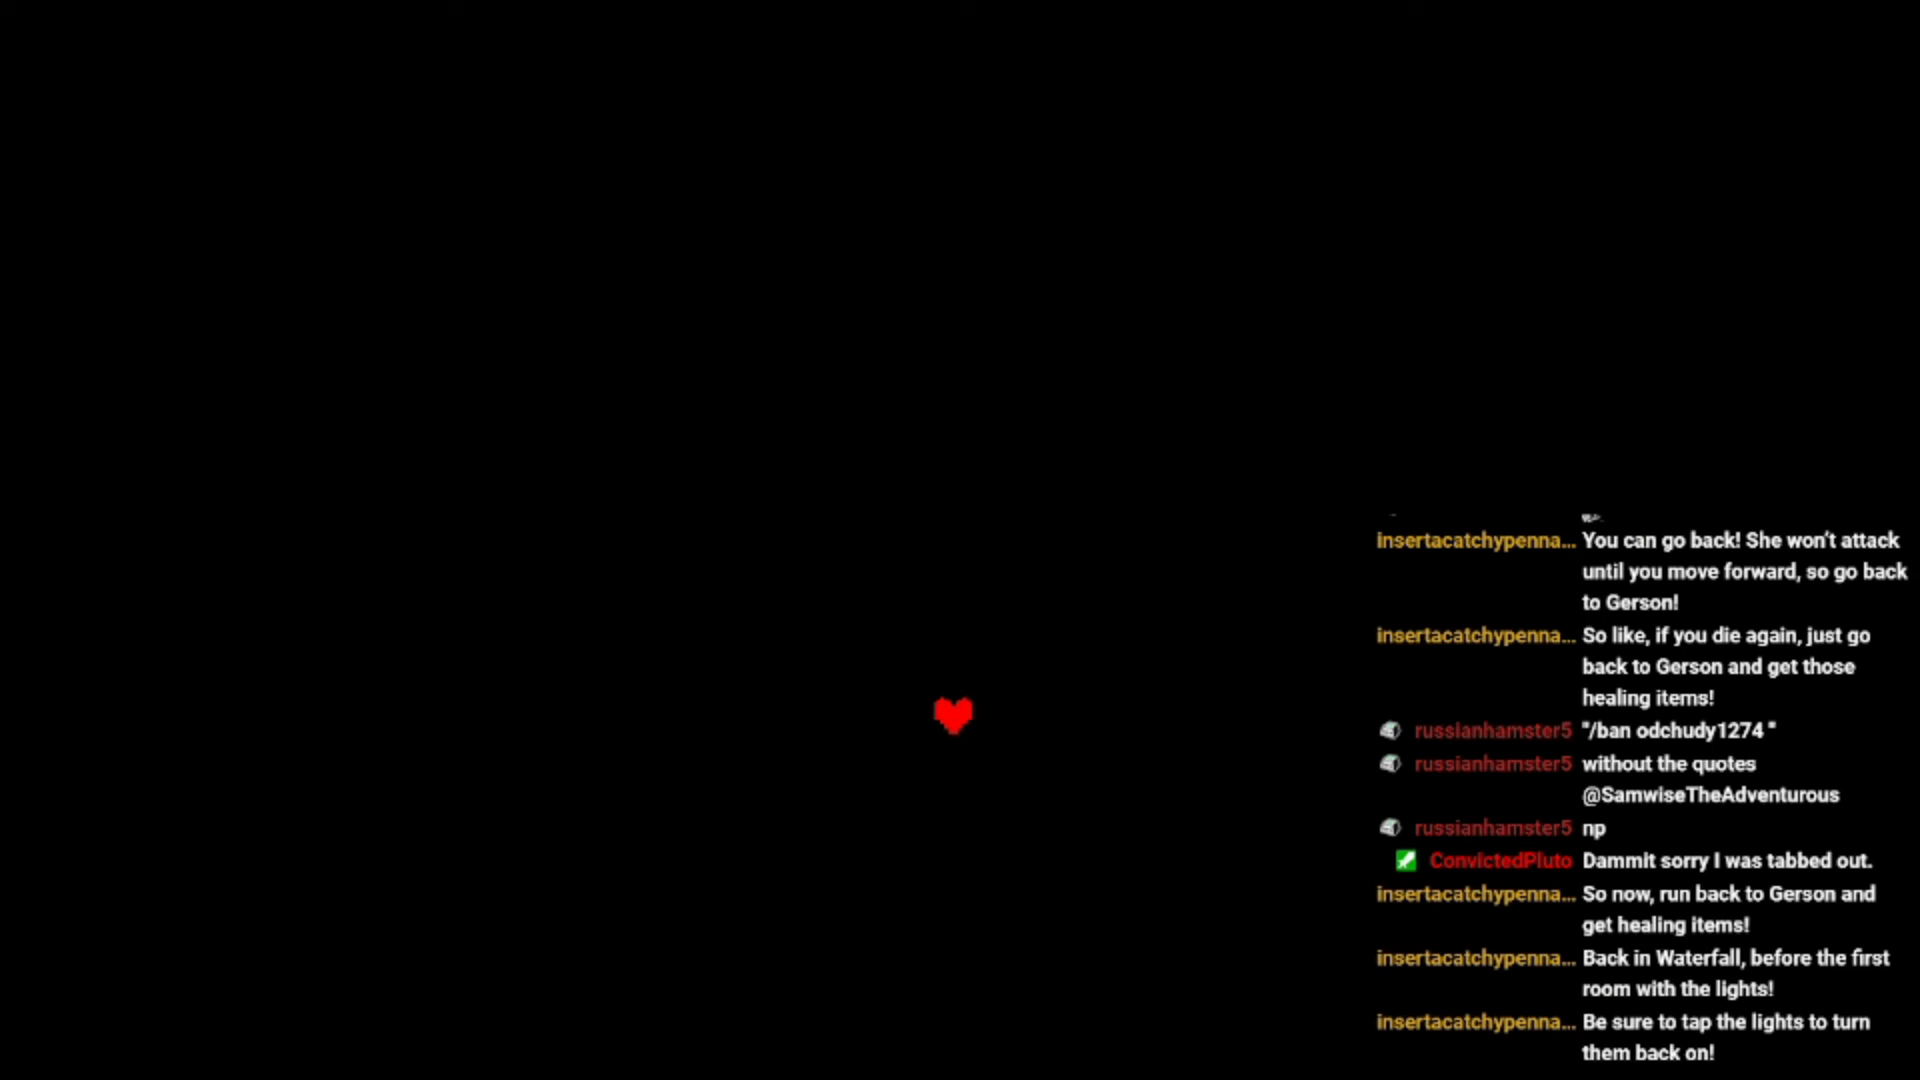 insertacatchypenna... You can go back! She won't attack
until you move forward, so go back
to Gerson!
insertacatchypenna... So like, if you die again, just go
back to Gerson and get those
healing items!
russianhamster5 "/ban odchudy1274 "
russianhamster5 without the quotes
@SamwiseTheAdventurous
russianhamster5 np
ConvictedPluto Dammit sorry I was tabbed out.
insertacatchypenna... So now, run back to Gerson and
get healing items!
insertacatchypenna... Back in Waterfall, before the first
room with the lights!
insertacatchypenna... Be sure to tap the lights to turn
them back on!